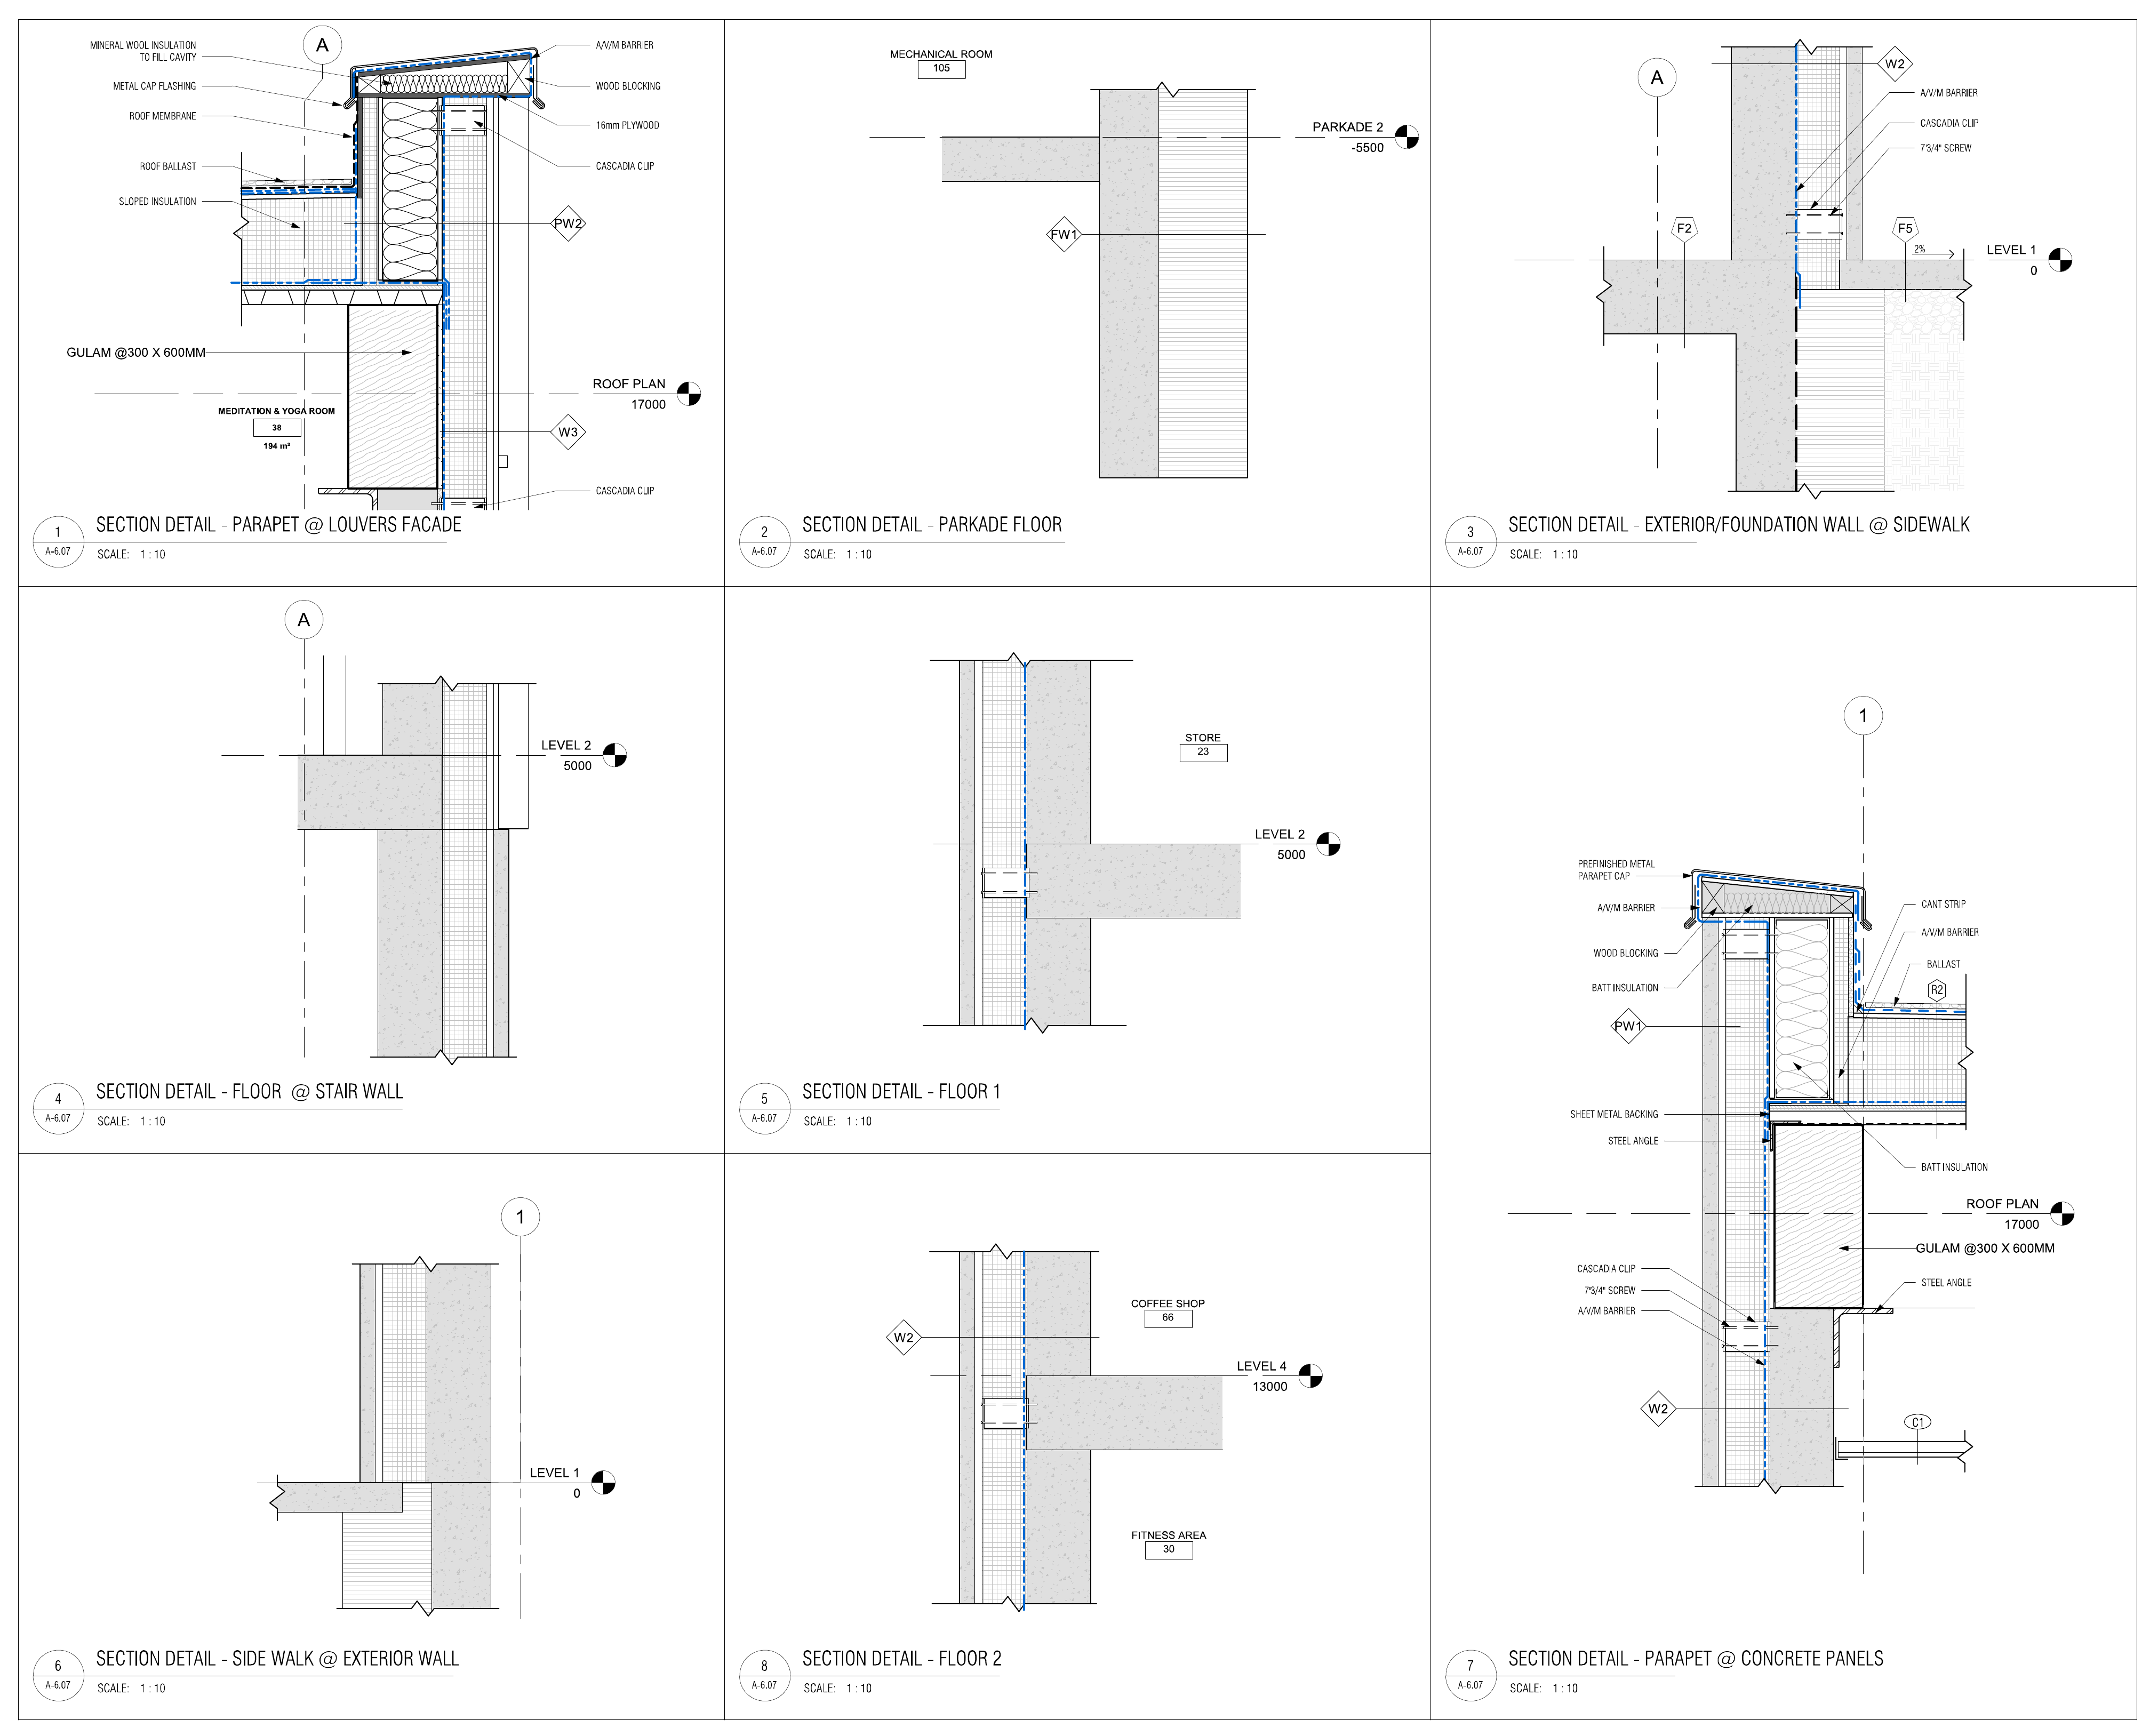 MINERAL WOOL INSULATION
TO FILL CAVITY
METAL CAP FLASHING
ROOF MEMBRANE
ROOF BALLAST
SLOPED INSULATION
A
A/V/M BARRIER
WOOD BLOCKING
16mm PLYWOOD
CASCADIA CLIP
PW2
GULAM @300 X 600MM
ROOF PLAN
17000
MEDITATION & YOGA ROOM
38
194 m²
W3
CASCADIA CLIP
1
A-6.07
SECTION DETAIL - PARAPET @ LOUVERS FACADE
SCALE: 1 : 10
MECHANICAL ROOM
105
PARKADE 2
-5500
FW1
2
A-6.07
SECTION DETAIL - PARKADE FLOOR
SCALE: 1 : 10
A
W2
A/V/M BARRIER
CASCADIA CLIP
7'3/4" SCREW
F2
F5
2%
LEVEL 1
0
3
A-6.07
SECTION DETAIL - EXTERIOR/FOUNDATION WALL @ SIDEWALK
SCALE: 1 : 10
A
LEVEL 2
5000
4
A-6.07
SECTION DETAIL - FLOOR @ STAIR WALL
SCALE: 1 : 10
STORE
23
LEVEL 2
5000
5
A-6.07
SECTION DETAIL - FLOOR 1
SCALE: 1 : 10
1
LEVEL 1
0
6
A-6.07
SECTION DETAIL - SIDE WALK @ EXTERIOR WALL
SCALE: 1 : 10
W2
COFFEE SHOP
66
LEVEL 4
13000
FITNESS AREA
30
8
A-6.07
SECTION DETAIL - FLOOR 2
SCALE: 1 : 10
1
PREFINISHED METAL
PARAPET CAP
A/V/M BARRIER
WOOD BLOCKING
BATT INSULATION
PW1
SHEET METAL BACKING
STEEL ANGLE
CANT STRIP
A/V/M BARRIER
BALLAST
R2
BATT INSULATION
ROOF PLAN
17000
GULAM @300 X 600MM
STEEL ANGLE
CASCADIA CLIP
7'3/4" SCREW
A/V/M BARRIER
W2
C1
7
A-6.07
SECTION DETAIL - PARAPET @ CONCRETE PANELS
SCALE: 1 : 10